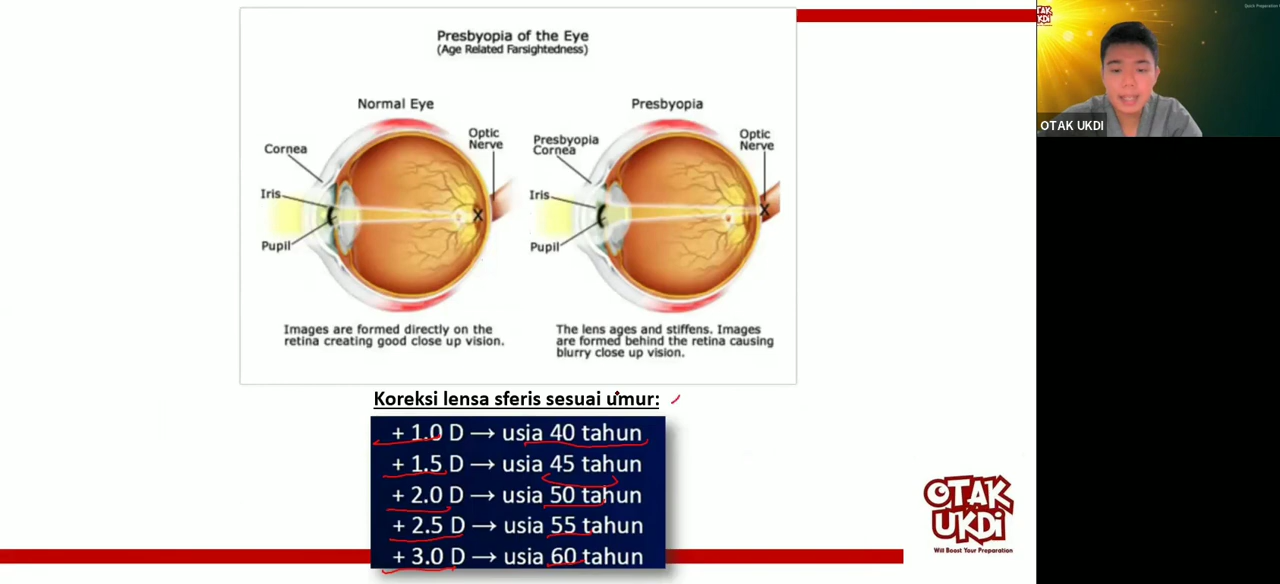 Presbyopia of the Eye
(Age Related Farsightedness)
Normal Eye
Presbyopia
Cornea
Optic
Nerve
Iris
Pupil
Presbyopia
Cornea
Optic
Nerve
Iris
Pupil
X
X
Images are formed directly on the
retina creating good close up vision.
The lens ages and stiffens. Images
are formed behind the retina causing
blurry close up vision.
Koreksi lensa sferis sesuai umur:
+ 1.0 D → usia 40 tahun
+ 1.5 D → usia 45 tahun
+ 2.0 D → usia 50 tahun
+ 2.5 D → usia 55 tahun
+ 3.0 D → usia 60 tahun
OTAK
UKDI
Will Boost Your Preparation
OTAK UKDI